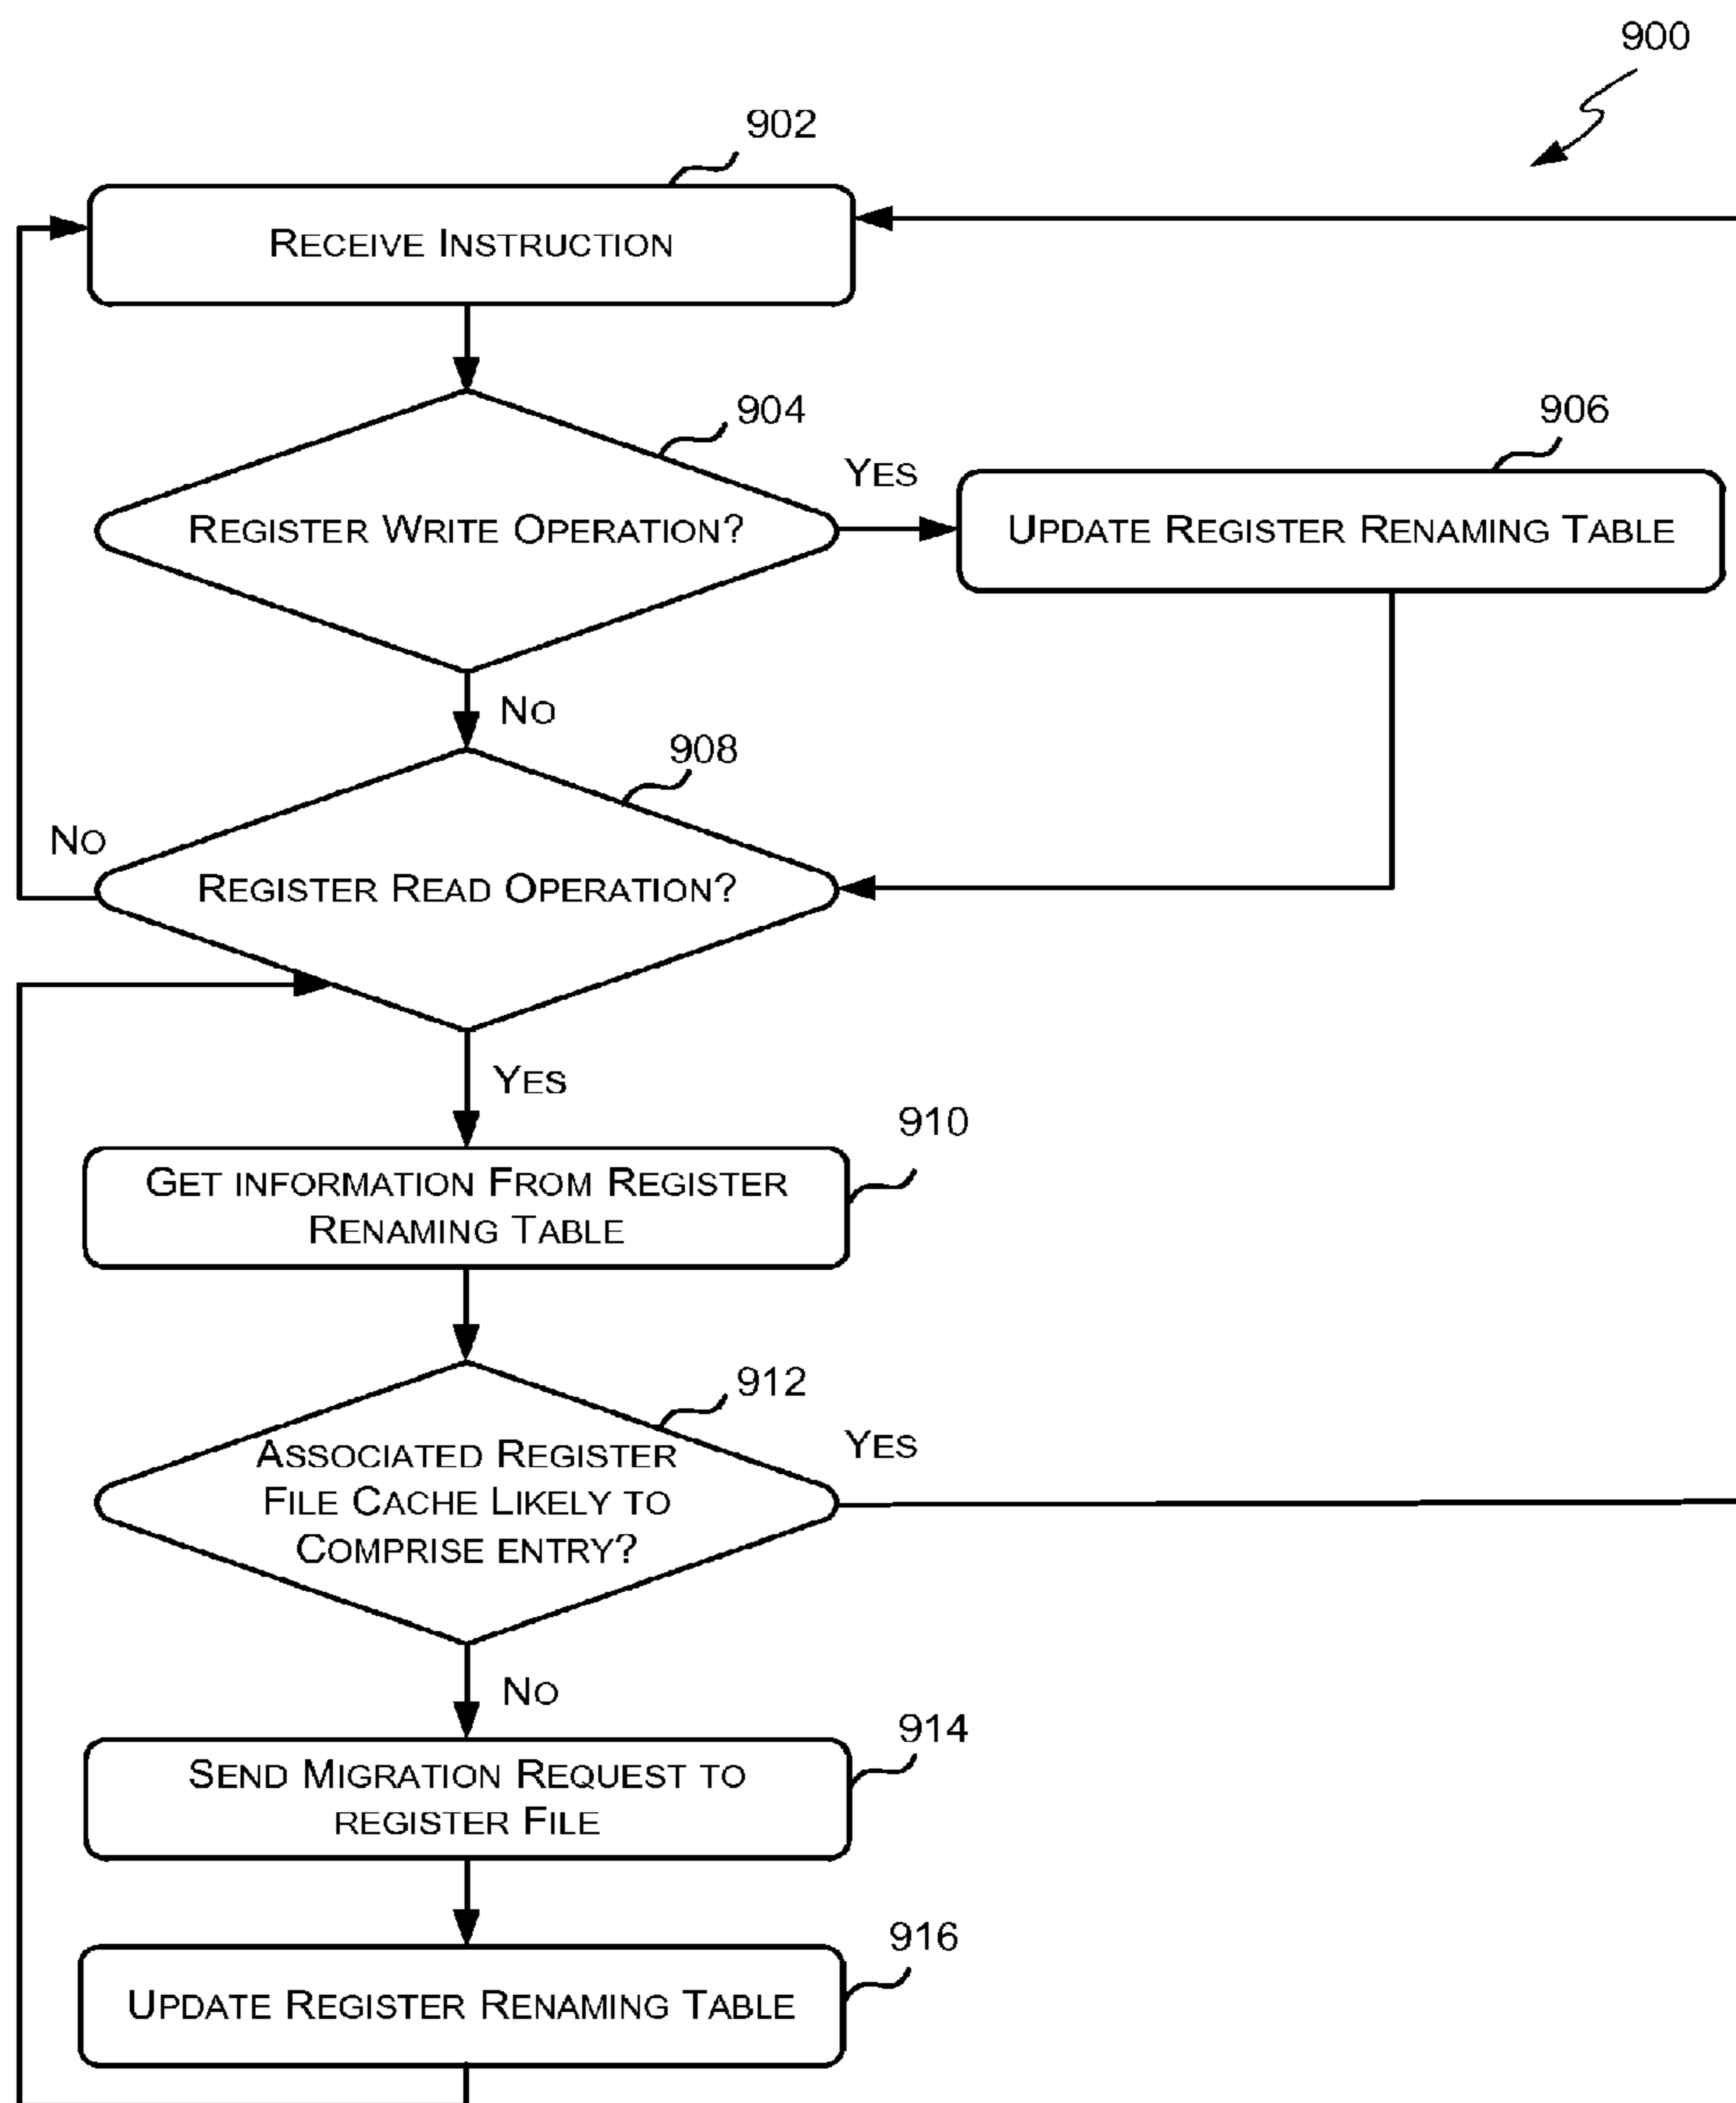 900
902
RECEIVE INSTRUCTION
904
906
YES
REGISTER WRITE OPERATION?
UPDATE REGISTER RENAMING TABLE
NO
908
NO
REGISTER READ OPERATION?
YES
910
GET INFORMATION FROM REGISTER
RENAMING TABLE
912
YES
ASSOCIATED REGISTER
FILE CACHE LIKELY TO
COMPRISE ENTRY?
NO
914
SEND MIGRATION REQUEST TO
REGISTER FILE
916
UPDATE REGISTER RENAMING TABLE